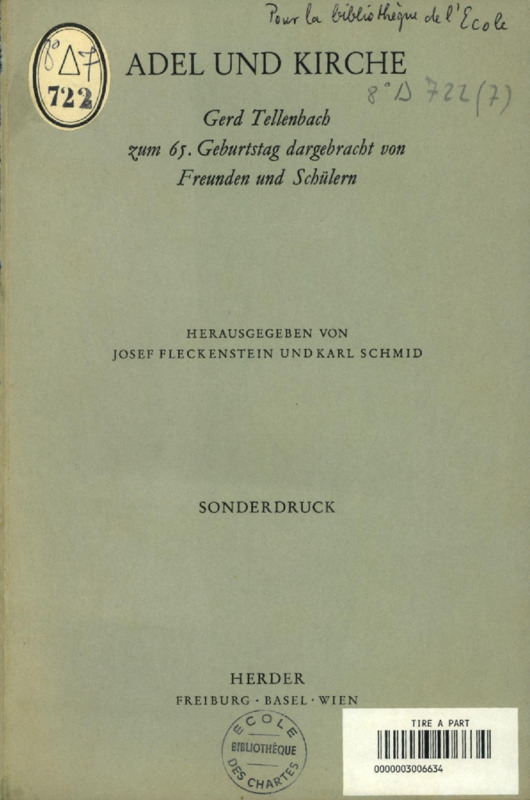 Pour la bibliothèque de l'Ecole
8° Δ 7
722
ADEL UND KIRCHE
8° D 722 (7)
Gerd Tellenbach
zum 65. Geburtstag dargebracht von
Freunden und Schülern
HERAUSGEGEBEN VON
JOSEF FLECKENSTEIN UND KARL SCHMID
SONDERDRUCK
HERDER
FREIBURG · BASEL · WIEN
ECOLE
BIBLIOTHÈQUE
DES CHARTES
TIRE A PART
0000003006634